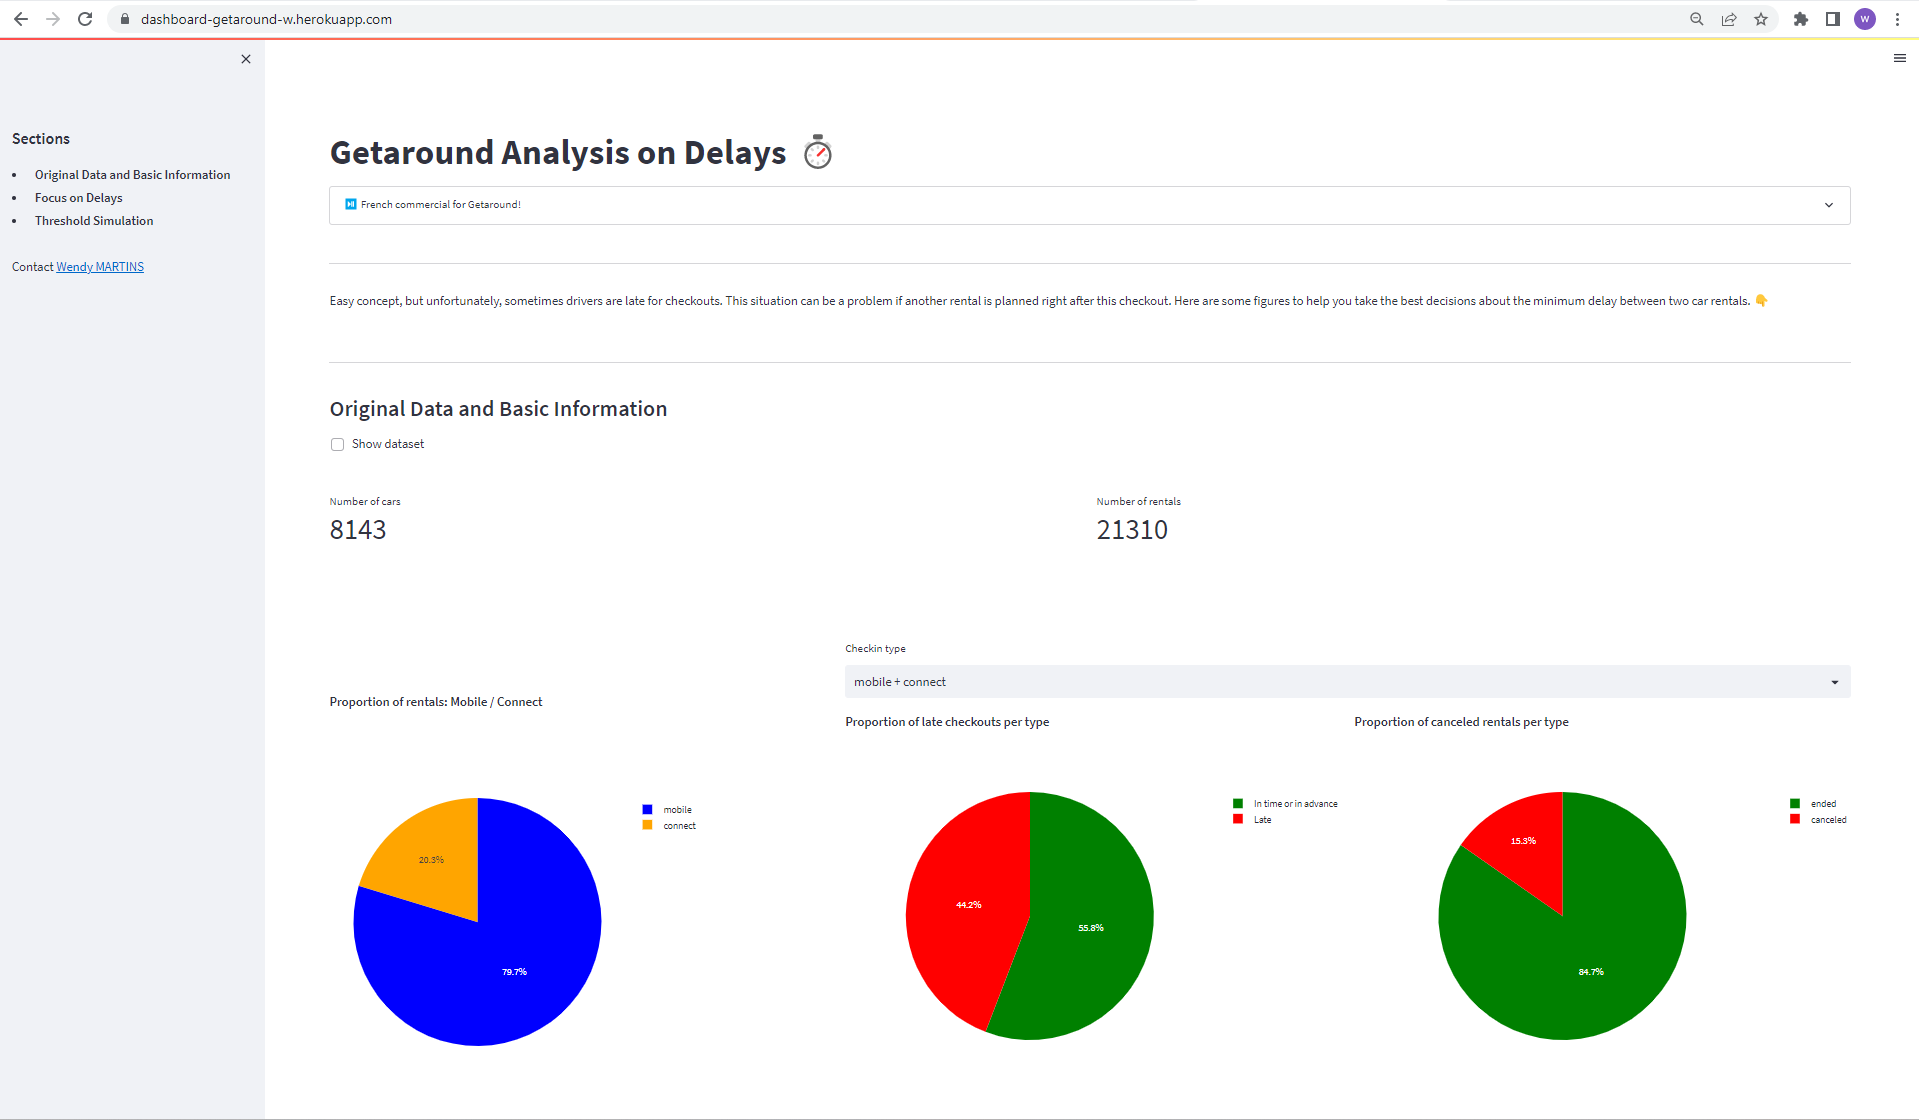 dashboard-getaround-w.herokuapp.com
W
Sections
Original Data and Basic Information
Focus on Delays
Threshold Simulation
Contact Wendy MARTINS
Getaround Analysis on Delays
French commercial for Getaround!
Easy concept, but unfortunately, sometimes drivers are late for checkouts. This situation can be a problem if another rental is planned right after this checkout. Here are some figures to help you take the best decisions about the minimum delay between two car rentals.
Original Data and Basic Information
Show dataset
Number of cars
8143
Number of rentals
21310
Checkin type
mobile + connect
Proportion of rentals: Mobile / Connect
Proportion of late checkouts per type
Proportion of canceled rentals per type
mobile
connect
20.3%
79.7%
In time or in advance
Late
44.2%
55.8%
ended
canceled
15.3%
84.7%